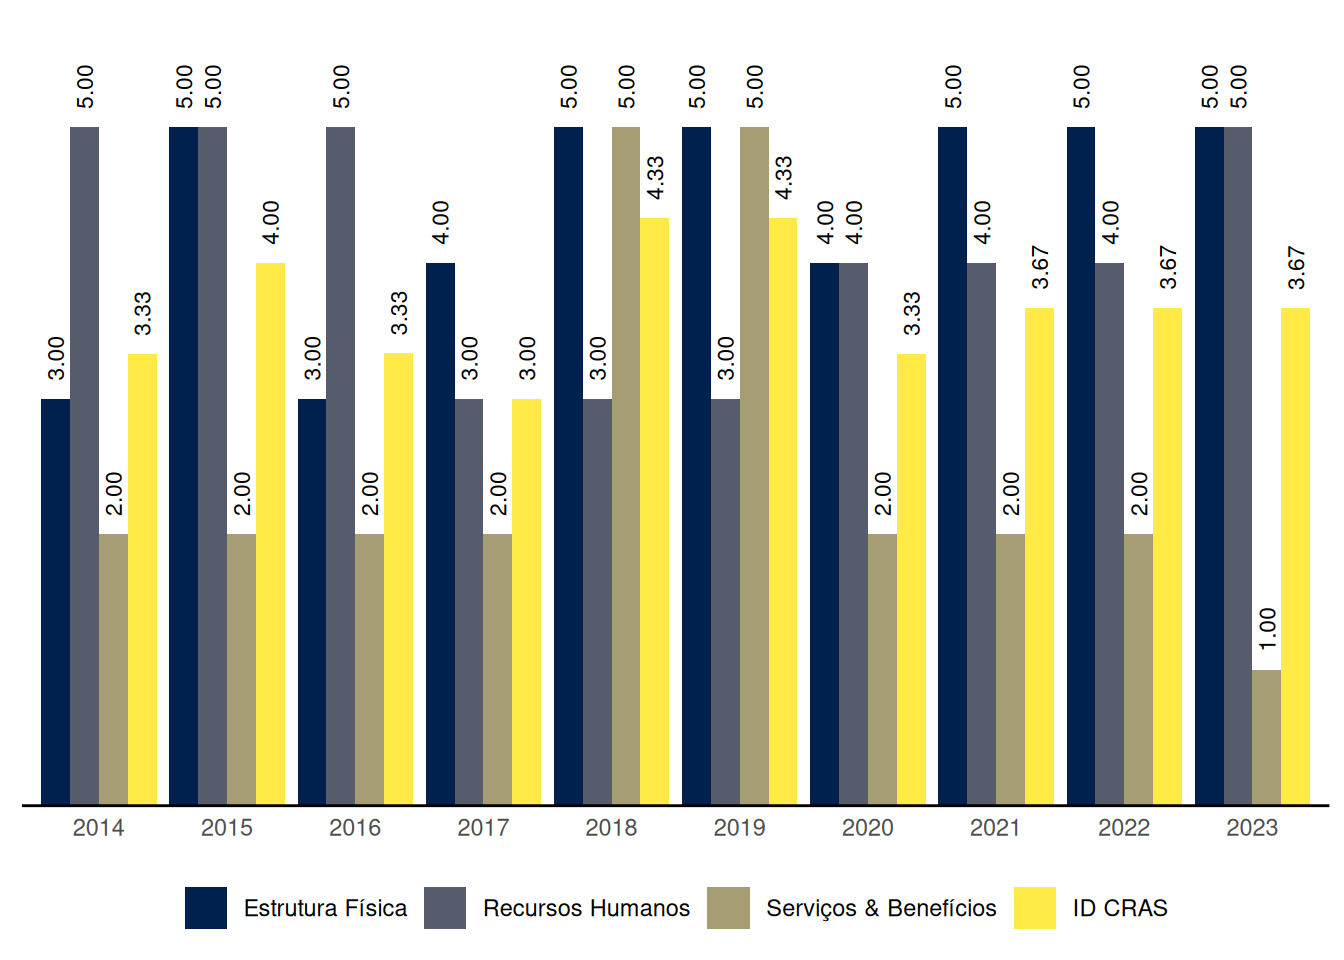 3.00 5.00 2.00 3.33 5.00 5.00 2.00 4.00 3.00 5.00 2.00 3.33 4.00 3.00 2.00 3.00 5.00 3.00 5.00 4.33 5.00 3.00 5.00 4.33 4.00 4.00 2.00 3.33 5.00 4.00 2.00 3.67 5.00 4.00 2.00 3.67 5.00 5.00 1.00 3.67
2014 2015 2016 2017 2018 2019 2020 2021 2022 2023
Estrutura Física Recursos Humanos Serviços & Benefícios ID CRAS